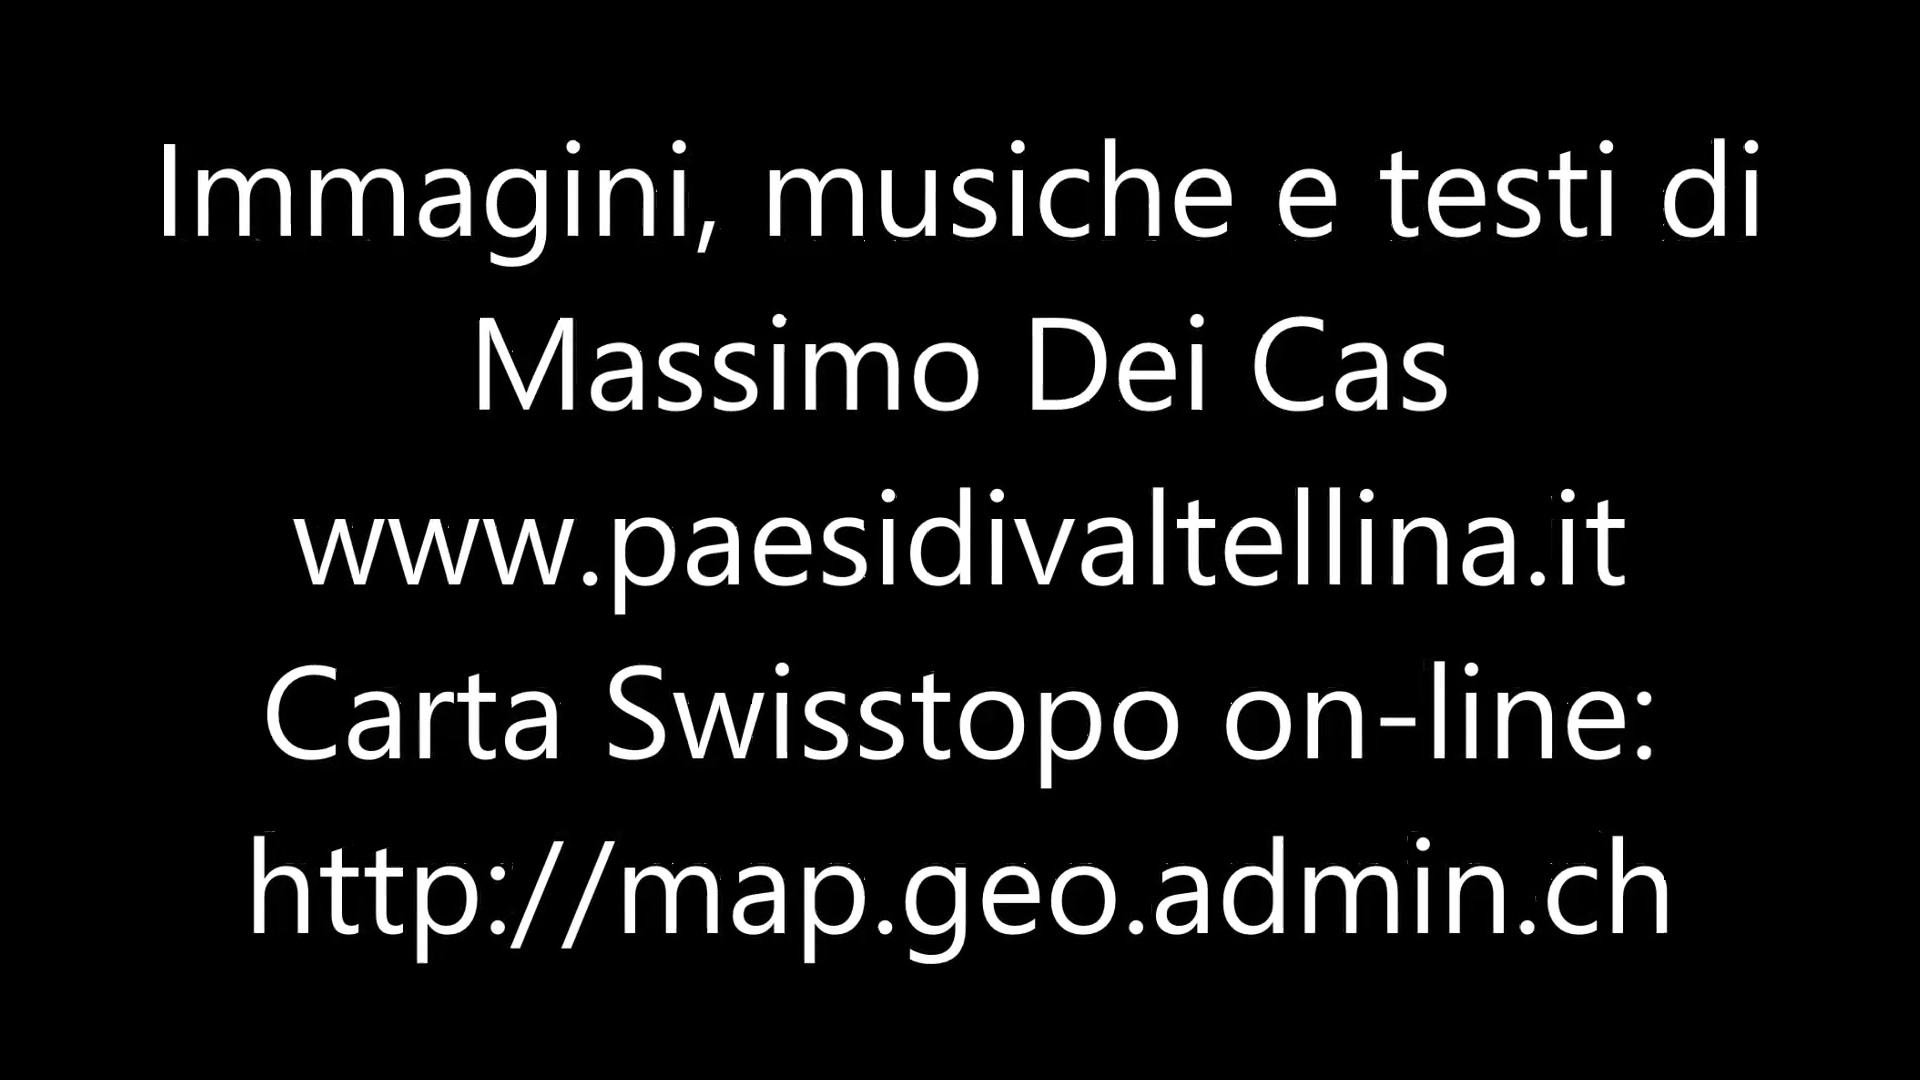 Immagini, musiche e testi di
Massimo Dei Cas
www.paesidivaltellina.it
Carta Swisstopo on-line:
http://map.geo.admin.ch